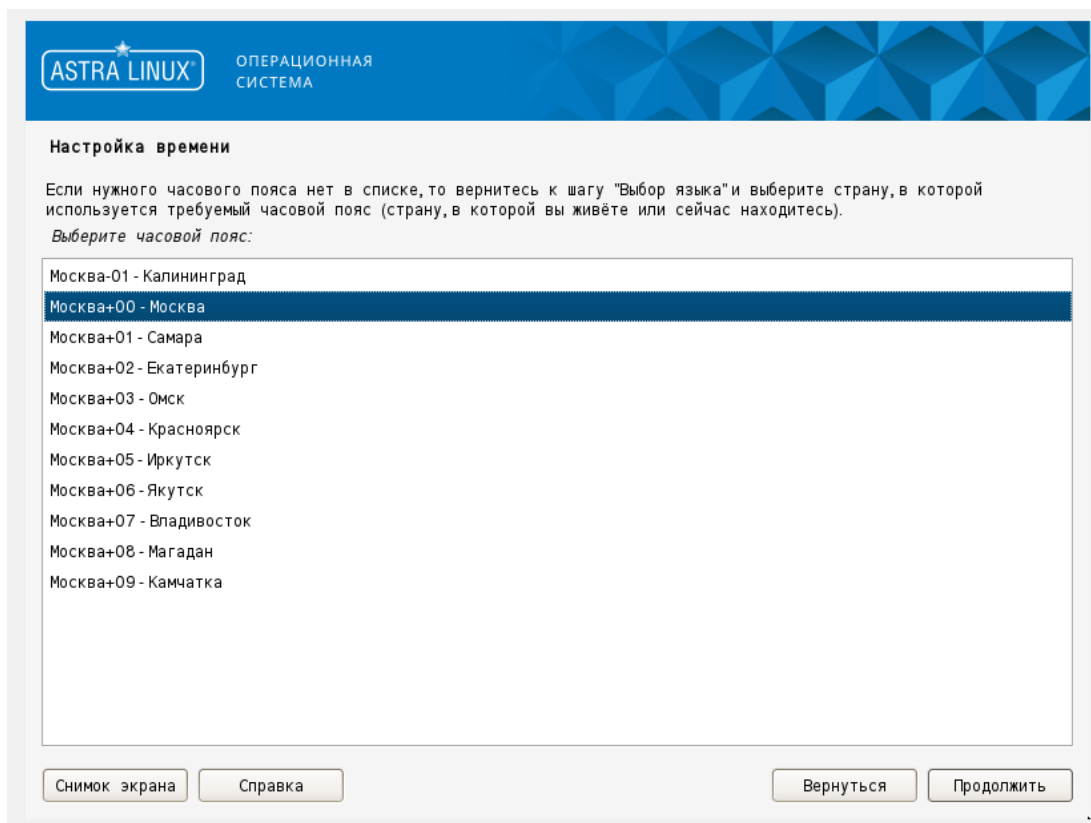 ASTRA LINUX®
ОПЕРАЦИОННАЯ
СИСТЕМА
Настройка времени
Если нужного часового пояса нет в списке, то вернитесь к шагу "Выбор языка" и выберите страну, в которой
используется требуемый часовой пояс (страну, в которой вы живёте или сейчас находитесь).
Выберите часовой пояс:
Москва-01 - Калининград
Москва+00 - Москва
Москва+01 - Самара
Москва+02 - Екатеринбург
Москва+03 - Омск
Москва+04 - Красноярск
Москва+05 - Иркутск
Москва+06 - Якутск
Москва+07 - Владивосток
Москва+08 - Магадан
Москва+09 - Камчатка
Снимок экрана Справка Вернуться Продолжить